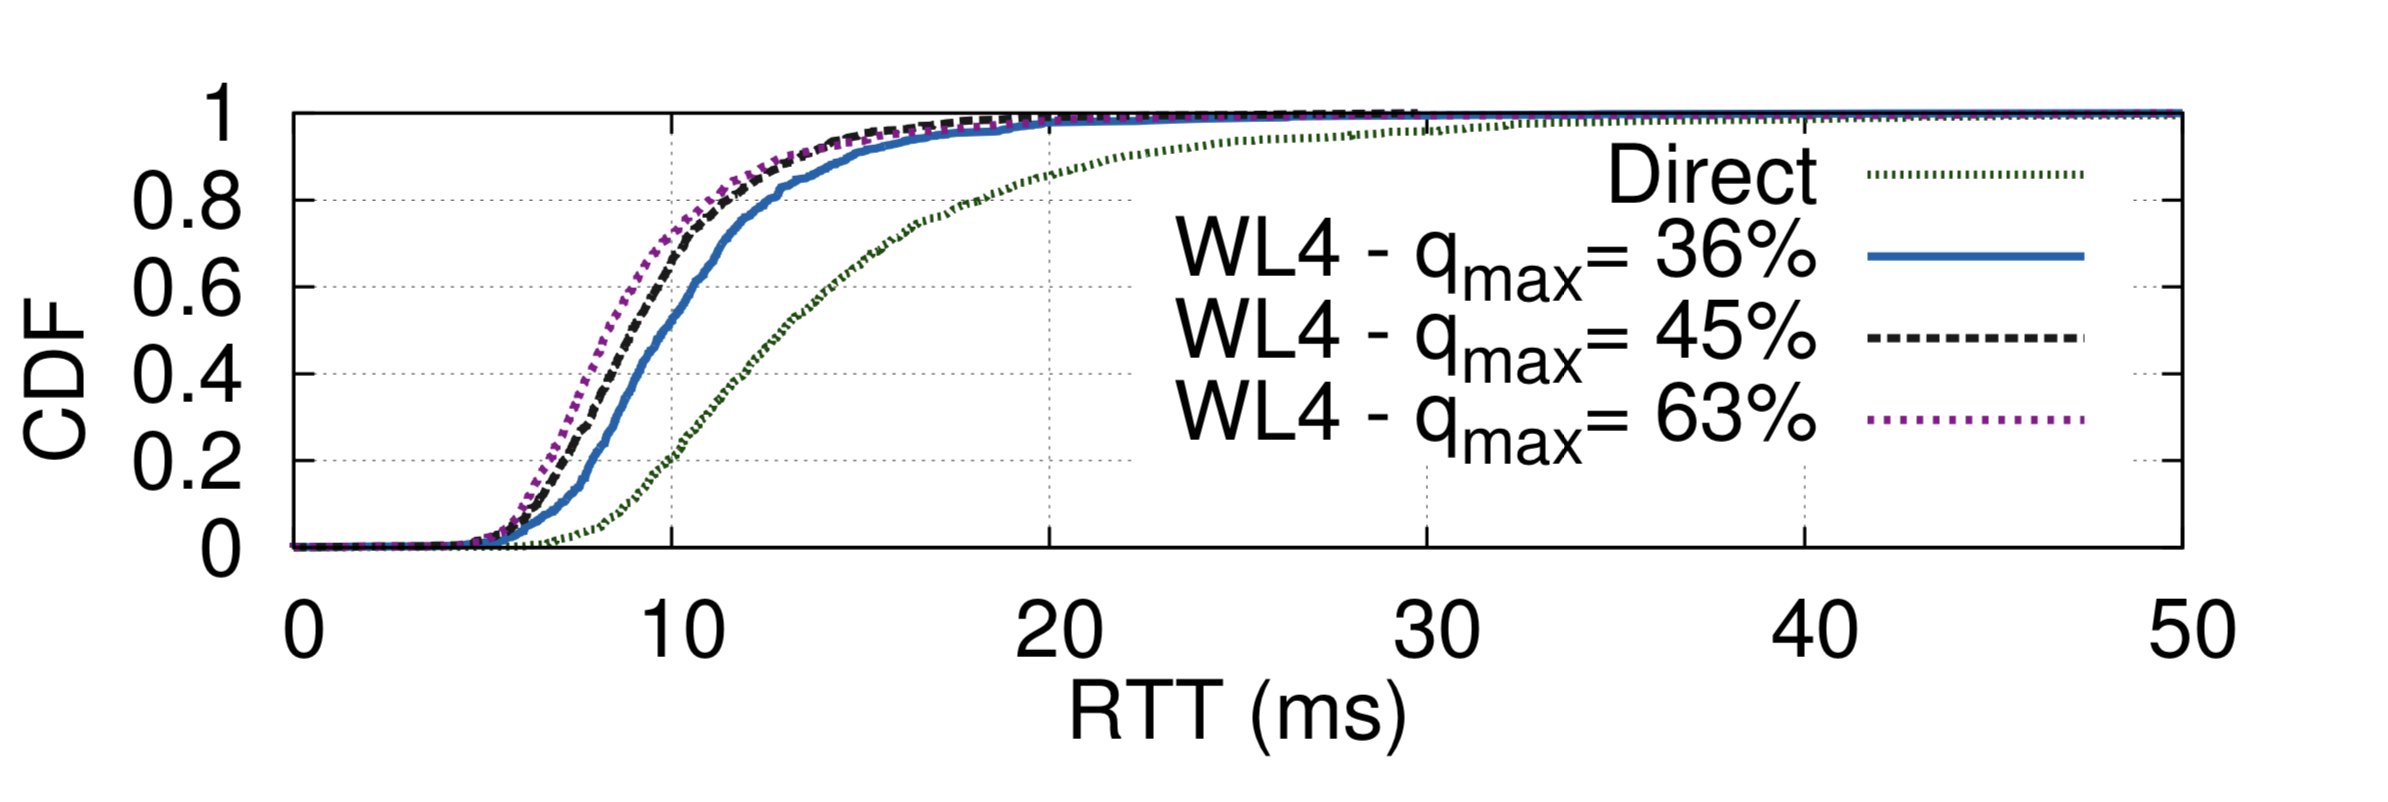 1
0.8
0.6
0.4
0.2
0
CDF
Direct
WL4 - qmax= 36%
WL4 - qmax= 45%
WL4 - qmax= 63%
0 10 20 30 40 50
RTT (ms)